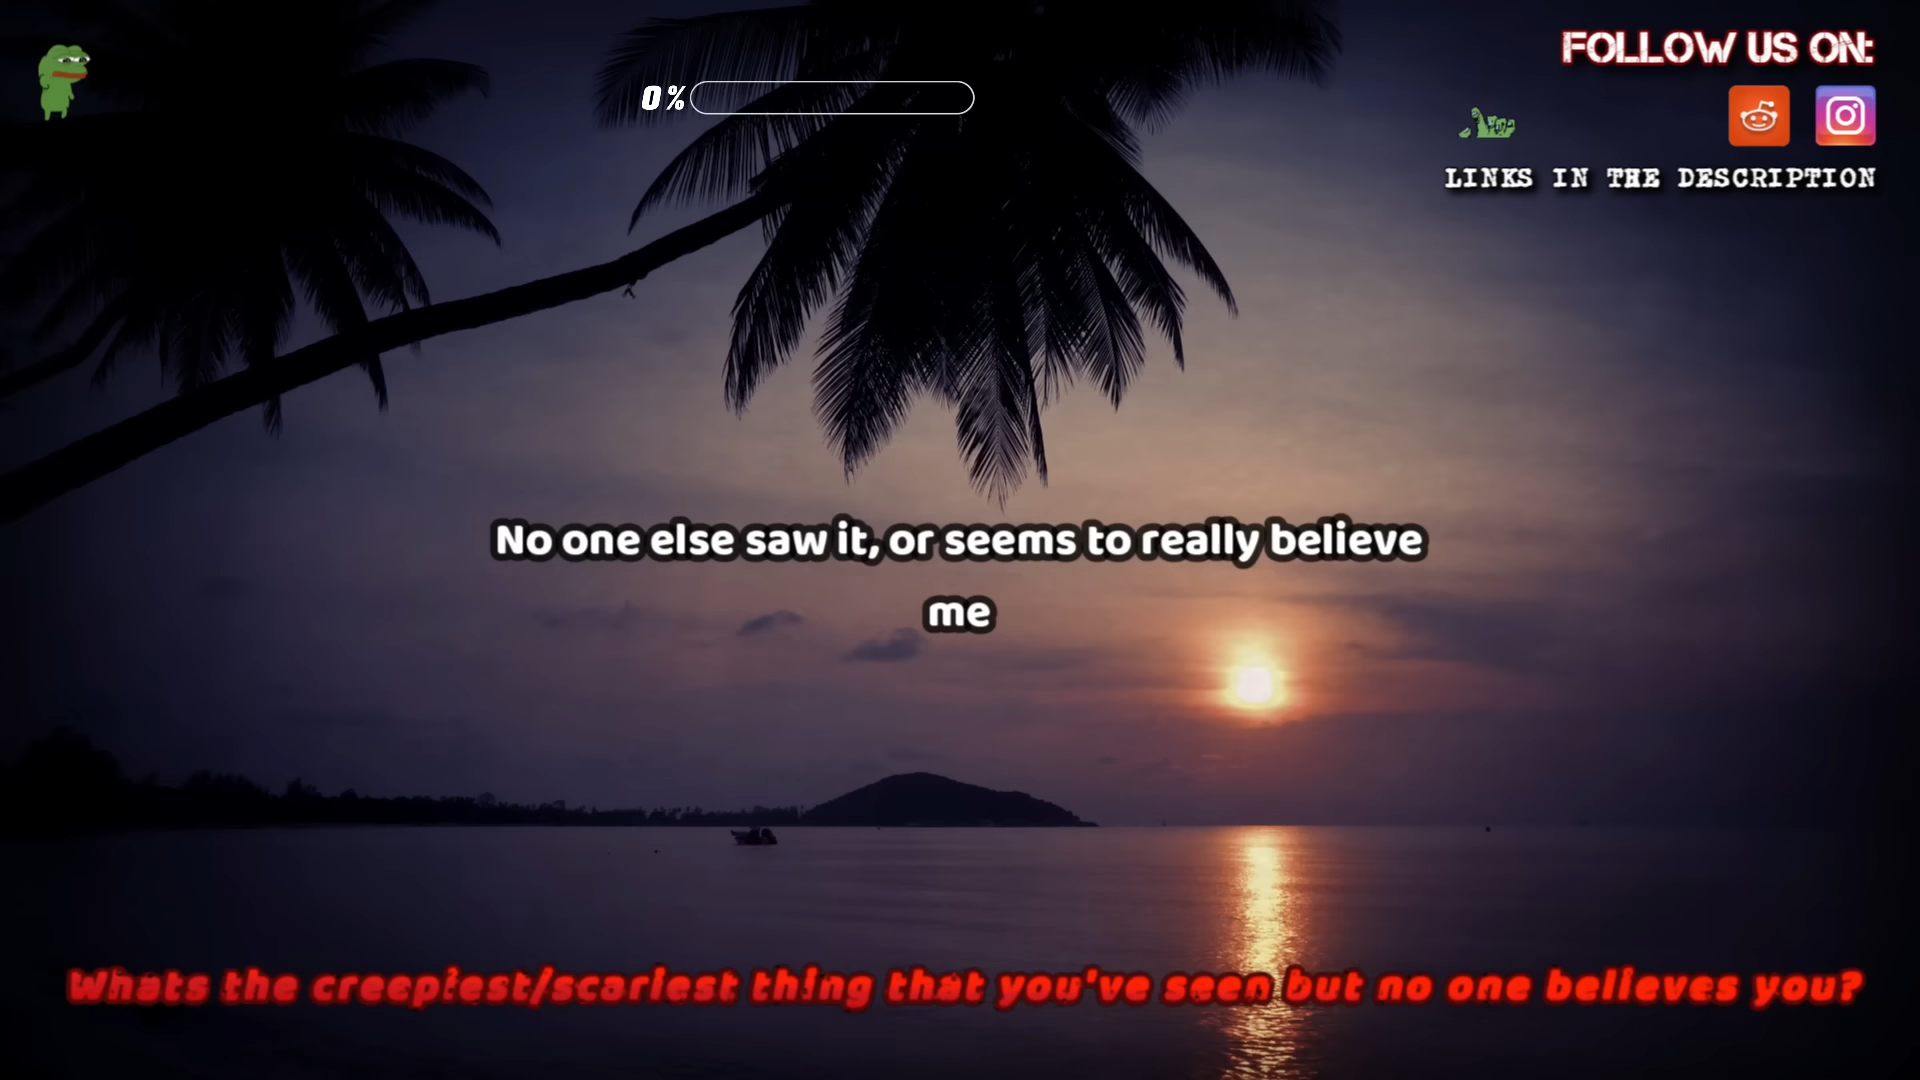 FOLLOW US ON:
0%
LINKS IN THE DESCRIPTION
No one else saw it, or seems to really believe
me
Whats the creepiest/scariest thing that you've seen but no one believes you?